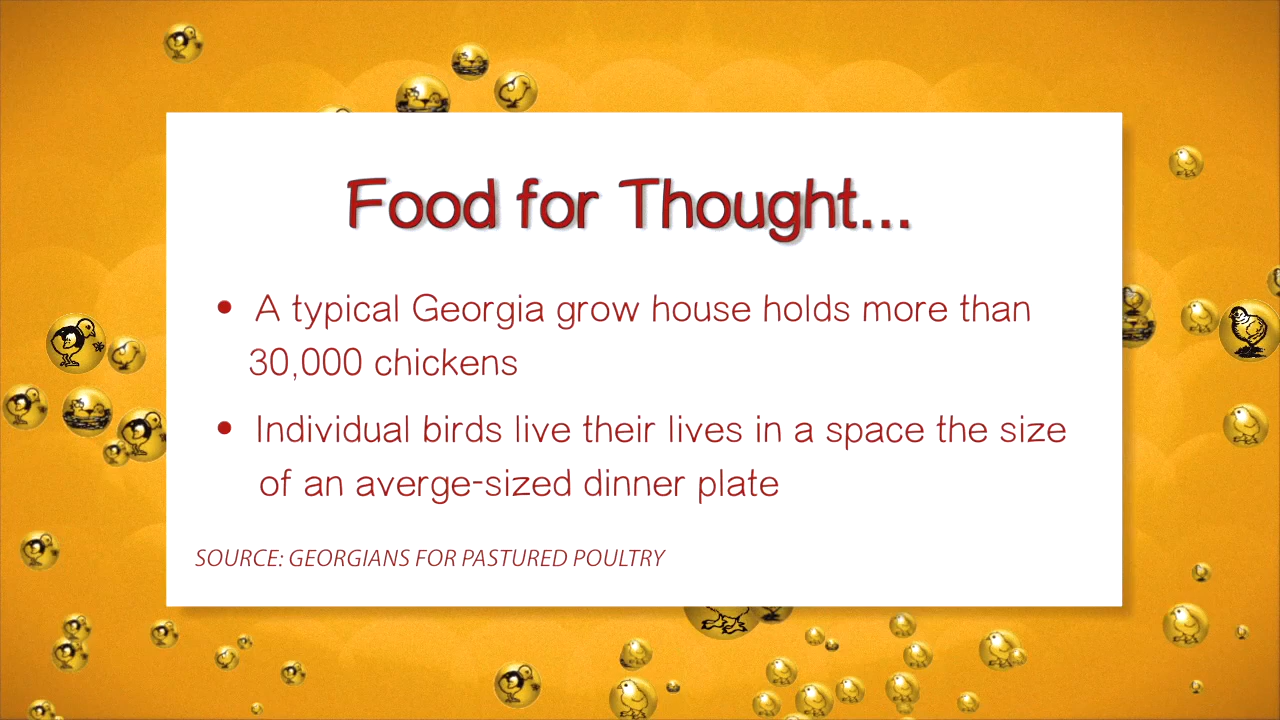 Food for Thought...
• A typical Georgia grow house holds more than
30,000 chickens
• Individual birds live their lives in a space the size
of an averge-sized dinner plate
SOURCE: GEORGIANS FOR PASTURED POULTRY